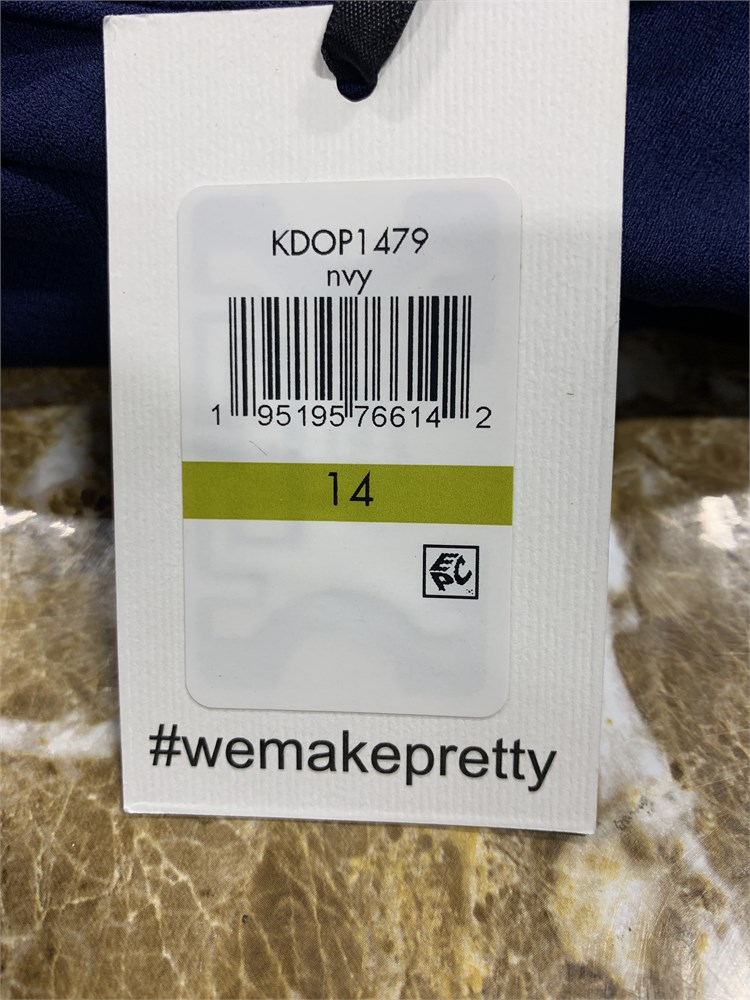 KDOP1479
nvy
1 95195 76614 2
14
EPC
#wemakepretty